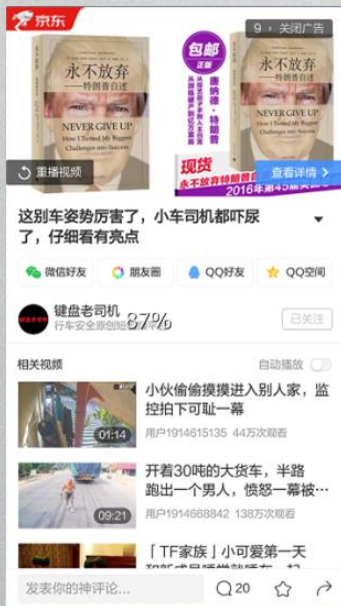 京东
9 关闭广告
永不放弃
——特朗普自述
NEVER GIVE UP
How I Turned My Biggest
Challenges into Success
包邮
正版
唐纳德·特朗普
现货
永不放弃特朗普自
2016年第45届美
重播视频
查看详情
这别车姿势厉害了，小车司机都吓尿
了，仔细看有亮点
微信好友
朋友圈
QQ好友
QQ空间
键盘老司机
行车安全原创短
87%
已关注
相关视频
自动播放
小伙偷偷摸摸进入别人家，监
控拍下可耻一幕
01:14
用户1914615135 44万次观看
开着30吨的大货车，半路
跑出一个男人，愤怒一幕被…
09:21
用户1914668842 138万次观看
「TF家族」小可爱第一天
发表你的神评论...
20